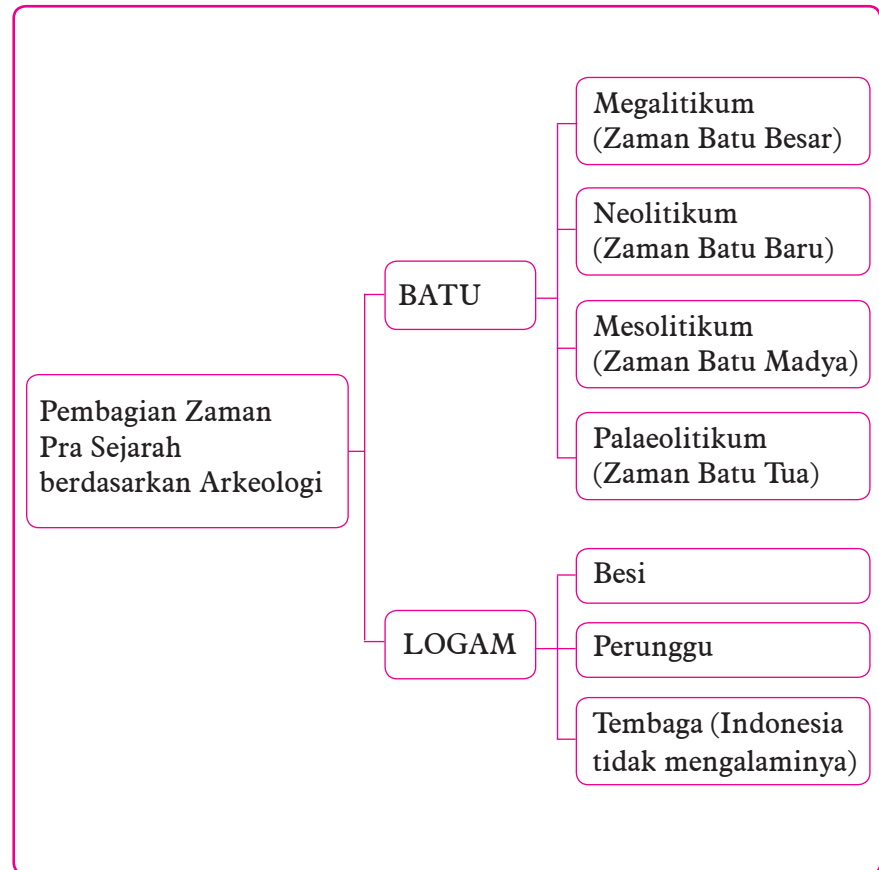 Pembagian Zaman
Pra Sejarah
berdasarkan Arkeologi
BATU
Megalitikum
(Zaman Batu Besar)
Neolitikum
(Zaman Batu Baru)
Mesolitikum
(Zaman Batu Madya)
Palaeolitikum
(Zaman Batu Tua)
LOGAM
Besi
Perunggu
Tembaga (Indonesia
tidak mengalaminya)